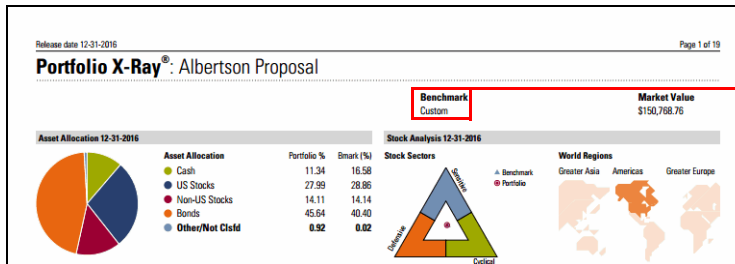 Release date 12-31-2016 Page 1 of 19
Portfolio X-Ray®: Albertson Proposal
Benchmark Market Value
Custom $150,768.76
Asset Allocation 12-31-2016 Stock Analysis 12-31-2016
Asset Allocation Portfolio % Bmark (%) Stock Sectors World Regions
Cash 11.34 16.58 Benchmark Greater Asia Americas Greater Europe
US Stocks 27.99 28.86 Portfolio
Non-US Stocks 14.11 14.14
Bonds 45.64 40.40
Other/Not Clsfd 0.92 0.02
Sensitive
Defensive
Cyclical